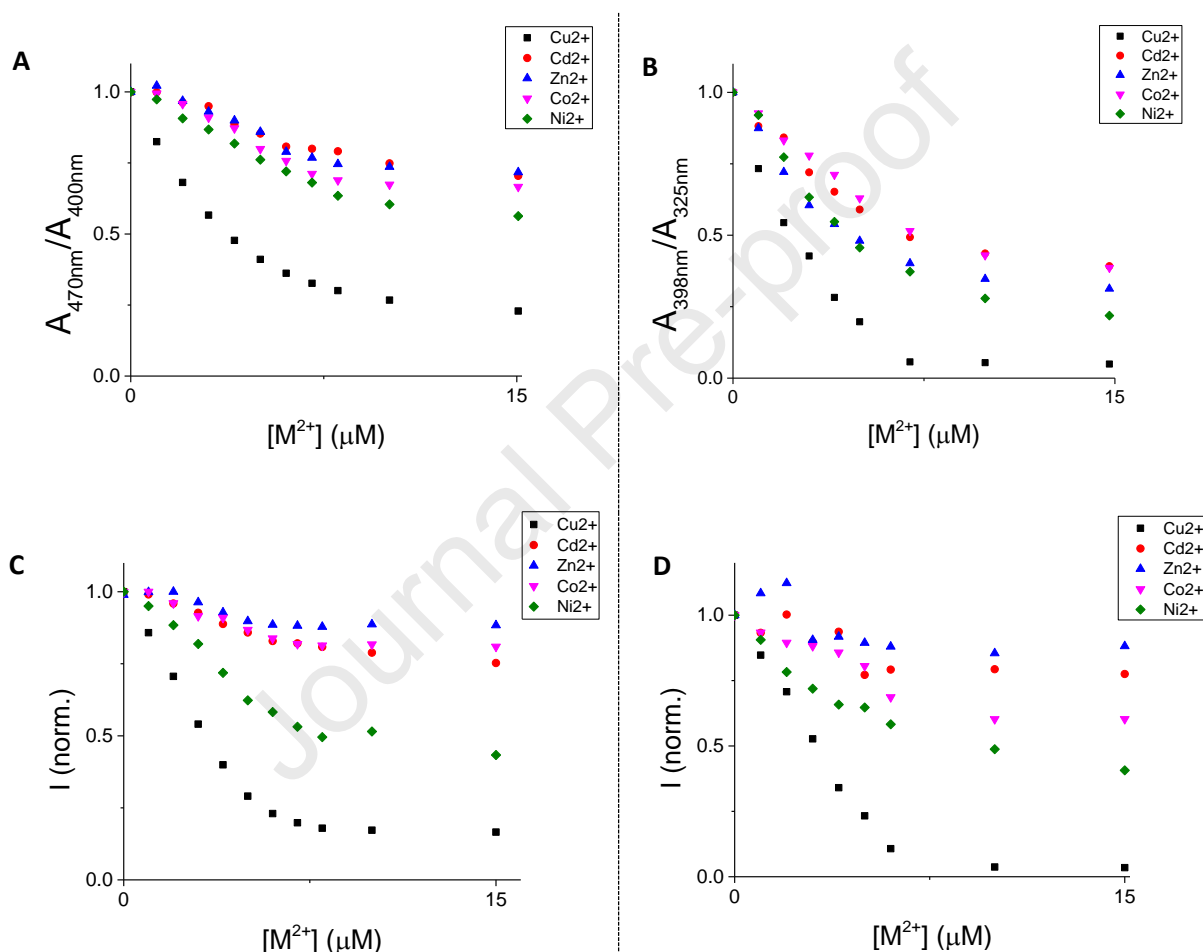 A
Cu2+
Cd2+
Zn2+
Co2+
Ni2+
1.0
0.5
0.0
A470nm/A400nm
0
15
[M2+] (μM)
B
Cu2+
Cd2+
Zn2+
Co2+
Ni2+
1.0
0.5
0.0
A398nm/A325nm
0
15
[M2+] (μM)
C
Cu2+
Cd2+
Zn2+
Co2+
Ni2+
1.0
0.5
0.0
I (norm.)
0
15
[M2+] (μM)
D
Cu2+
Cd2+
Zn2+
Co2+
Ni2+
1.0
0.5
0.0
I (norm.)
0
15
[M2+] (μM)
Journal Pre-proof